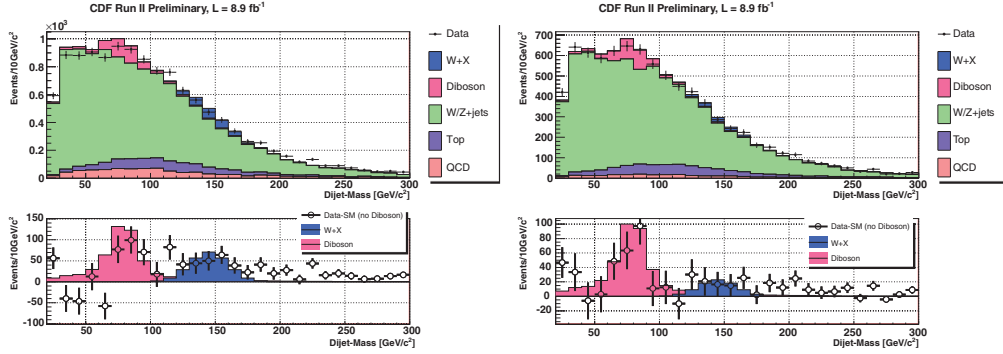 CDF Run II Preliminary, L = 8.9 fb⁻¹
×10³
Events/10GeV/c²
1
0.8
0.6
0.4
0.2
0
50 100 150 200 250 300
Dijet-Mass [GeV/c²]
Data
W+X
Diboson
W/Z+jets
Top
QCD
Events/10GeV/c²
150
100
50
0
-50
-100
50 100 150 200 250 300
Dijet-Mass [GeV/c²]
Data-SM (no Diboson)
W+X
Diboson
CDF Run II Preliminary, L = 8.9 fb⁻¹
Events/10GeV/c²
700
600
500
400
300
200
100
0
50 100 150 200 250 300
Dijet-Mass [GeV/c²]
Data
W+X
Diboson
W/Z+jets
Top
QCD
Events/10GeV/c²
100
80
60
40
20
0
-20
50 100 150 200 250 300
Dijet-Mass [GeV/c²]
Data-SM (no Diboson)
W+X
Diboson